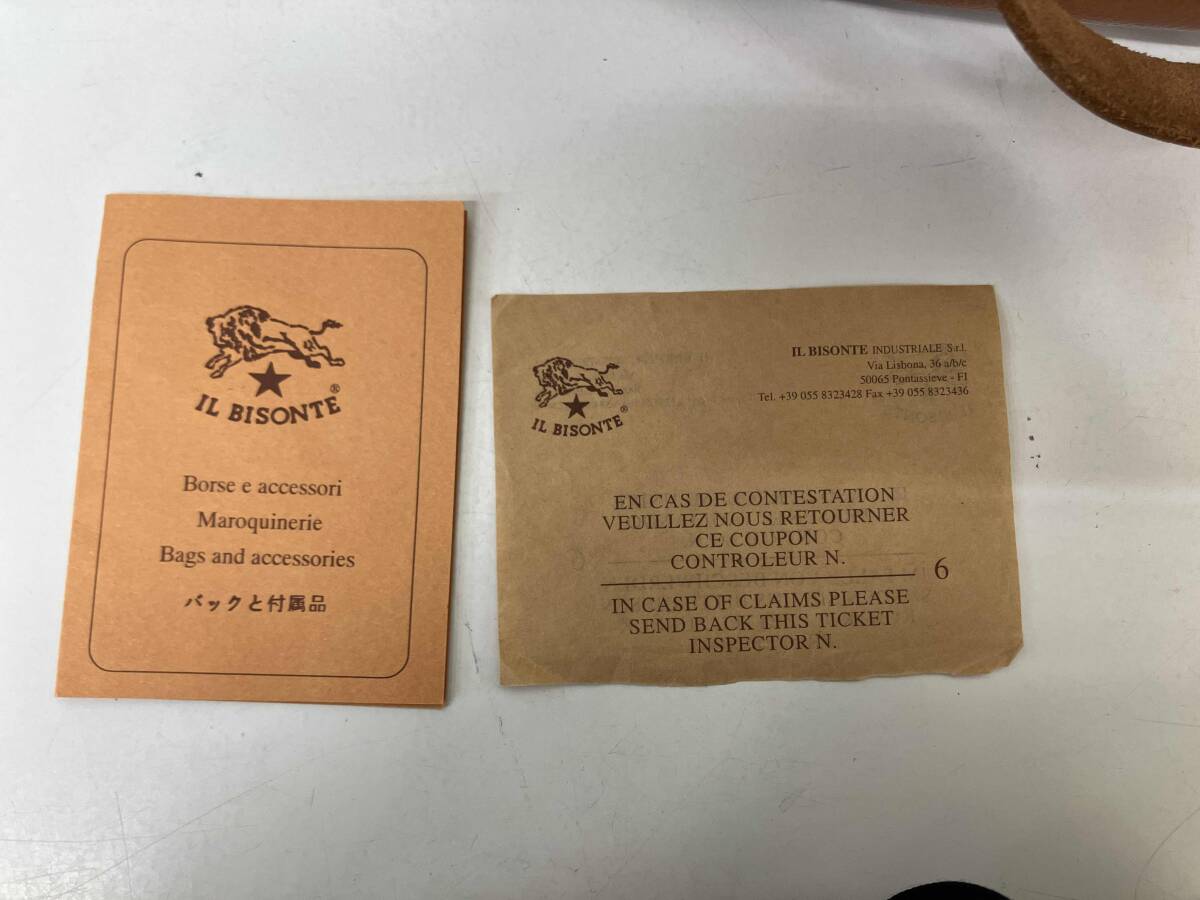 IL BISONTE®
Borse e accessori
Maroquinerie
Bags and accessories
バックと付属品
IL BISONTE®
IL BISONTE INDUSTRIALE S.r.l.
Via Lisbona, 36 a/b/c
50065 Pontassieve - FI
Tel. +39 055 8323428 Fax +39 055 8323436
EN CAS DE CONTESTATION
VEUILLEZ NOUS RETOURNER
CE COUPON
CONTROLEUR N.
6
IN CASE OF CLAIMS PLEASE
SEND BACK THIS TICKET
INSPECTOR N.